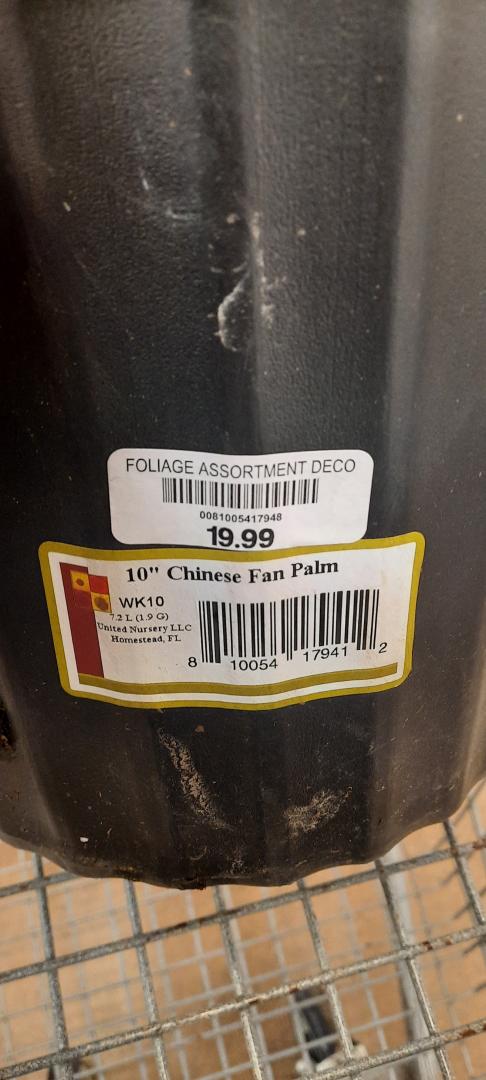 FOLIAGE ASSORTMENT DECO
0081005417948
19.99
10" Chinese Fan Palm
WK10
7.2 L (1.9 G)
United Nursery LLC
Homestead, FL
8 10054 17941 2